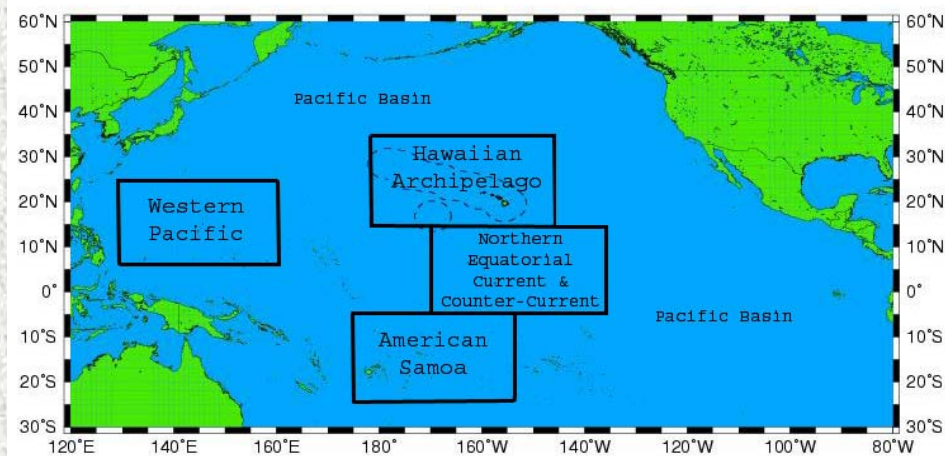 60˚N
50˚N
40˚N
30˚N
20˚N
10˚N
0˚
10˚S
20˚S
30˚S
Pacific Basin
Hawaiian
Archipelago
Western
Pacific
Northern
Equatorial
Current &
Counter-Current
Pacific Basin
American
Samoa
60˚N
50˚N
40˚N
30˚N
20˚N
10˚N
0˚
10˚S
20˚S
30˚S
120˚E 140˚E 160˚E 180˚ 160˚W 140˚W 120˚W 100˚W 80˚W